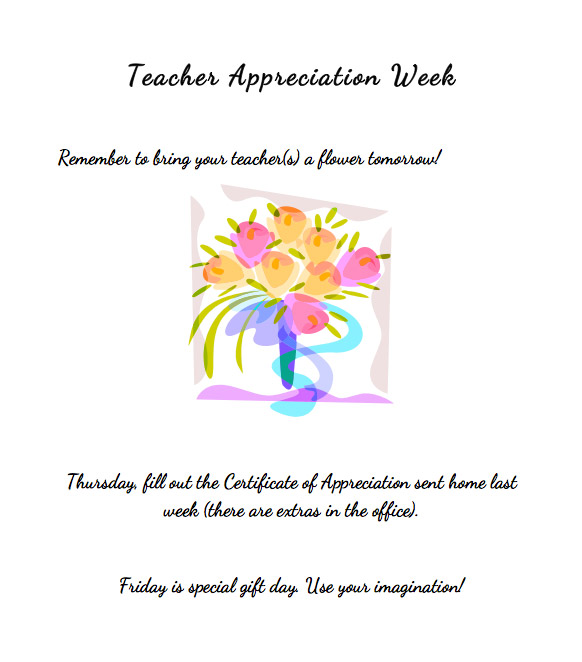 Teacher Appreciation Week
Remember to bring your teacher(s) a flower tomorrow!
Thursday, fill out the Certificate of Appreciation sent home last
week (there are extras in the office).
Friday is special gift day. Use your imagination!